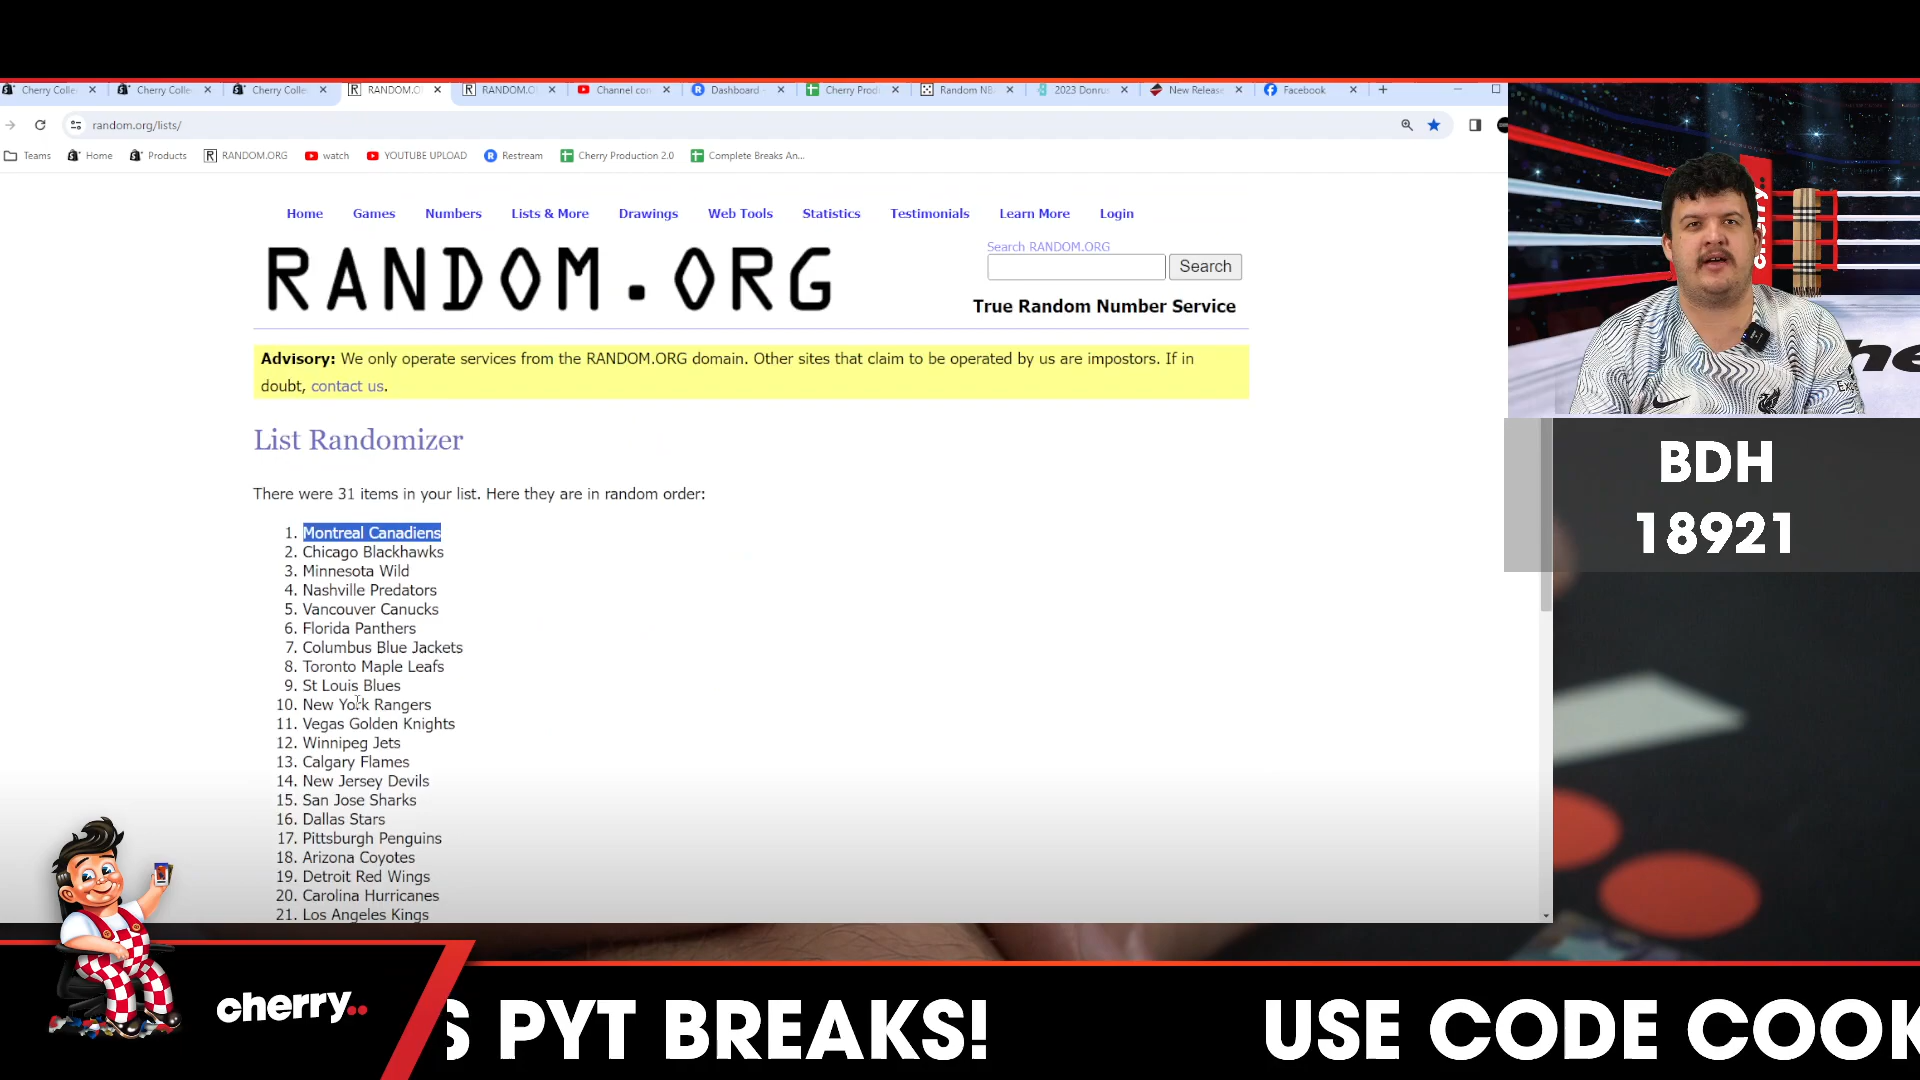 Cherry Colle
Cherry Colle
Cherry Colle
RANDOM.O
RANDOM.O
Channel con
Dashboard -
Cherry Prod
Random NB
2023 Donru
New Release
Facebook
random.org/lists/
Teams
Home
Products
RANDOM.ORG
watch
YOUTUBE UPLOAD
Restream
Cherry Production 2.0
Complete Breaks An...
Home Games Numbers Lists & More Drawings Web Tools Statistics Testimonials Learn More Login
RANDOM.ORG
Search RANDOM.ORG
Search
True Random Number Service
Advisory: We only operate services from the RANDOM.ORG domain. Other sites that claim to be operated by us are impostors. If in
doubt, contact us.
List Randomizer
There were 31 items in your list. Here they are in random order:
1. Montreal Canadiens
2. Chicago Blackhawks
3. Minnesota Wild
4. Nashville Predators
5. Vancouver Canucks
6. Florida Panthers
7. Columbus Blue Jackets
8. Toronto Maple Leafs
9. St Louis Blues
10. New York Rangers
11. Vegas Golden Knights
12. Winnipeg Jets
13. Calgary Flames
14. New Jersey Devils
15. San Jose Sharks
16. Dallas Stars
17. Pittsburgh Penguins
18. Arizona Coyotes
19. Detroit Red Wings
20. Carolina Hurricanes
21. Los Angeles Kings
cherry..
che
Expe
BDH
18921
cherry..
S PYT BREAKS!
USE CODE COOK